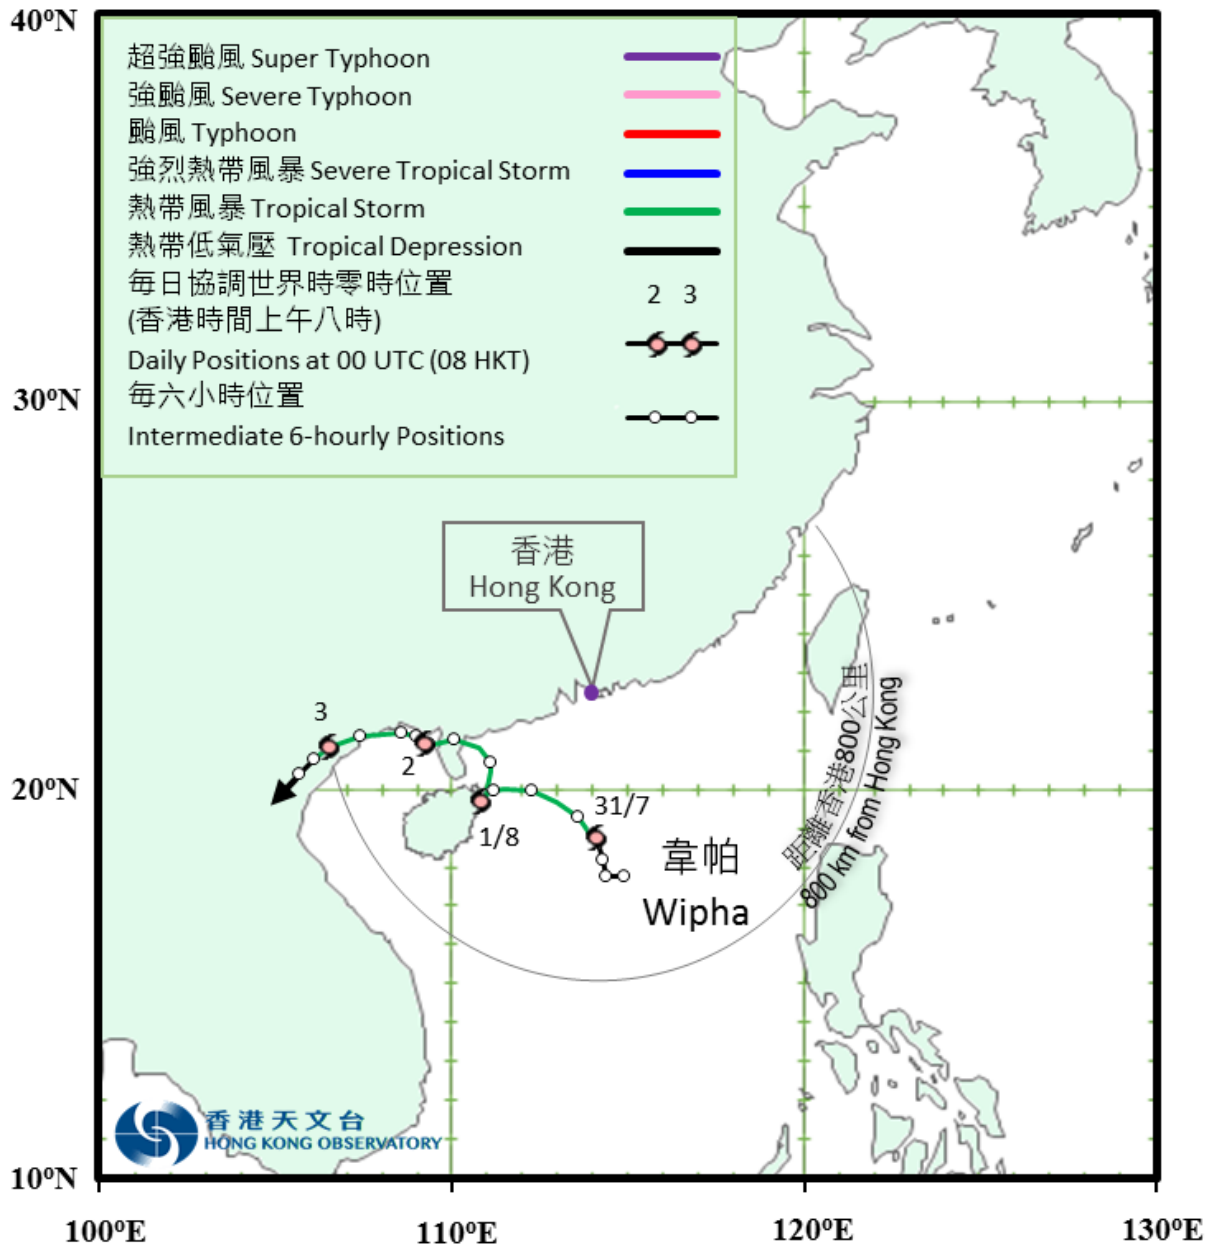 40ºN
超強颱風 Super Typhoon
強颱風 Severe Typhoon
颱風 Typhoon
強烈熱帶風暴 Severe Tropical Storm
熱帶風暴 Tropical Storm
熱帶低氣壓 Tropical Depression
每日協調世界時零時位置
(香港時間上午八時)
Daily Positions at 00 UTC (08 HKT)
2 3
每六小時位置
Intermediate 6-hourly Positions
30ºN
香港
Hong Kong
距離香港800公里
800 km from Hong Kong
3
2
20ºN
31/7
1/8
韋帕
Wipha
香港天文台
HONG KONG OBSERVATORY
10ºN
100ºE
110ºE
120ºE
130ºE